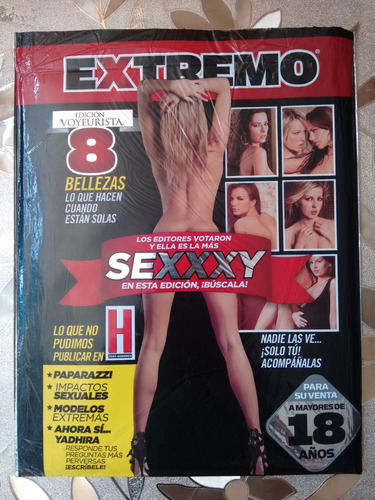 EXTREMO
EDICIÓN
VOYEURISTA
8
BELLEZAS
LO QUE HACEN
CUANDO
ESTÁN SOLAS
LOS EDITORES VOTARON
Y ELLA ES LA MÁS
SEXXXY
EN ESTA EDICIÓN, ¡BÚSCALA!
LO QUE NO
PUDIMOS
PUBLICAR EN
H
★ PAPARAZZI
★ IMPACTOS
SEXUALES
★ MODELOS
EXTREMAS
★ AHORA SÍ...
YADHIRA
RESPONDE TUS
PREGUNTAS MÁS
PERVERSAS
¡ESCRÍBELE!
NADIE LAS VE...
¡SOLO TÚ!
ACOMPÁÑALAS
PARA
SU VENTA
A MAYORES DE
18
AÑOS